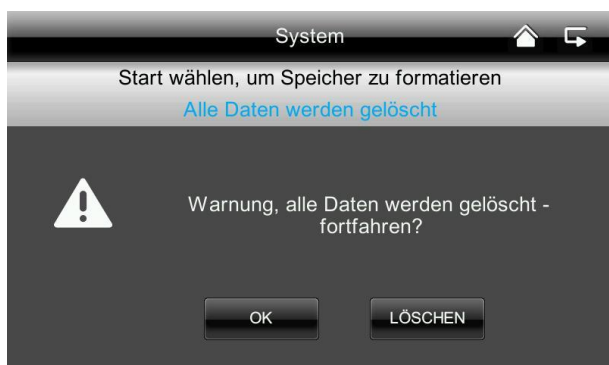 System
Start wählen, um Speicher zu formatieren
Alle Daten werden gelöscht
Warnung, alle Daten werden gelöscht -
fortfahren?
OK
LÖSCHEN